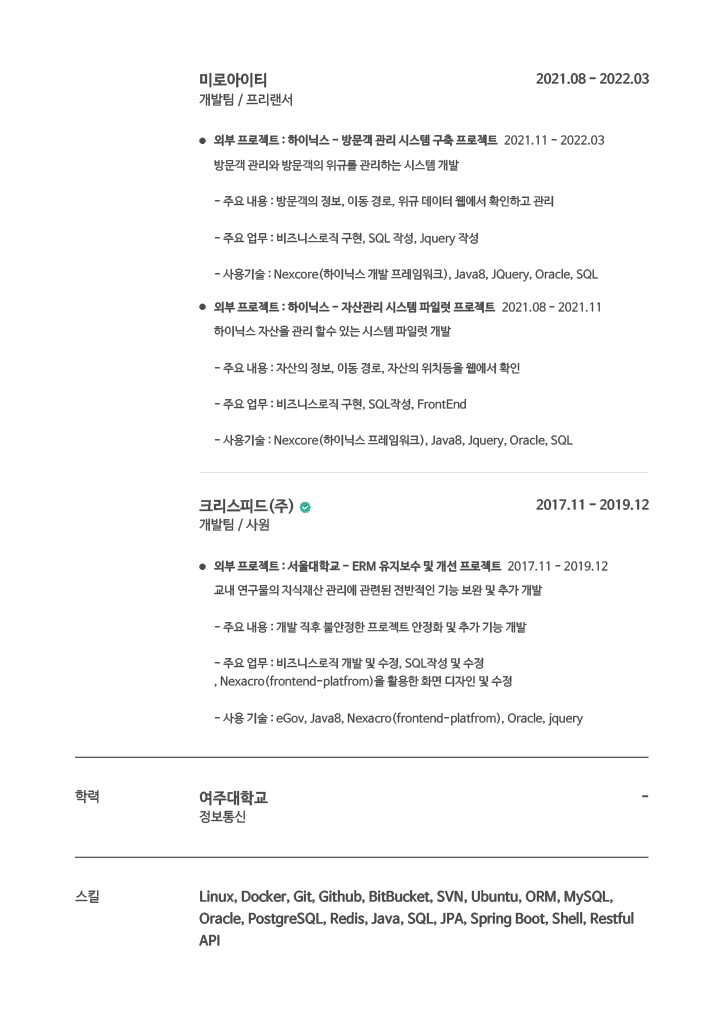 미로아이티
2021.08 - 2022.03
개발팀 / 프리랜서
● 외부 프로젝트 : 하이닉스 - 방문객 관리 시스템 구축 프로젝트 2021.11 - 2022.03
방문객 관리와 방문객의 위규를 관리하는 시스템 개발
- 주요 내용 : 방문객의 정보, 이동 경로, 위규 데이터 웹에서 확인하고 관리
- 주요 업무 : 비즈니스로직 구현, SQL 작성, Jquery 작성
- 사용기술 : Nexcore(하이닉스 개발 프레임워크), Java8, JQuery, Oracle, SQL
● 외부 프로젝트 : 하이닉스 - 자산관리 시스템 파일럿 프로젝트 2021.08 - 2021.11
하이닉스 자산을 관리 할수 있는 시스템 파일럿 개발
- 주요 내용 : 자산의 정보, 이동 경로, 자산의 위치등을 웹에서 확인
- 주요 업무 : 비즈니스로직 구현, SQL작성, FrontEnd
- 사용기술 : Nexcore(하이닉스 프레임워크), Java8, Jquery, Oracle, SQL
크리스피드(주)
2017.11 - 2019.12
개발팀 / 사원
● 외부 프로젝트 : 서울대학교 - ERM 유지보수 및 개선 프로젝트 2017.11 - 2019.12
교내 연구물의 지식재산 관리에 관련된 전반적인 기능 보완 및 추가 개발
- 주요 내용 : 개발 직후 불안정한 프로젝트 안정화 및 추가 기능 개발
- 주요 업무 : 비즈니스로직 개발 및 수정, SQL작성 및 수정
, Nexacro(frontend-platfrom)을 활용한 화면 디자인 및 수정
- 사용 기술 : eGov, Java8, Nexacro(frontend-platfrom), Oracle, jquery
학력
여주대학교
-
정보통신
스킬
Linux, Docker, Git, Github, BitBucket, SVN, Ubuntu, ORM, MySQL,
Oracle, PostgreSQL, Redis, Java, SQL, JPA, Spring Boot, Shell, Restful
API